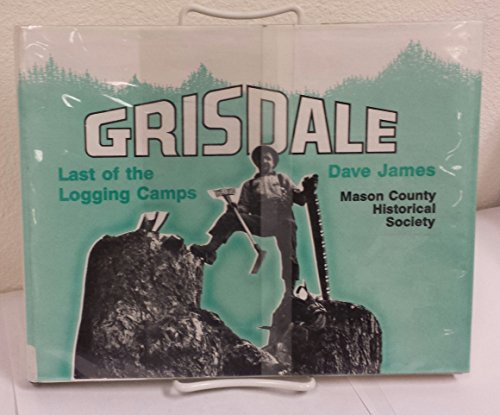 GRISDALE
Last of the
Logging Camps
Dave James
Mason County
Historical
Society